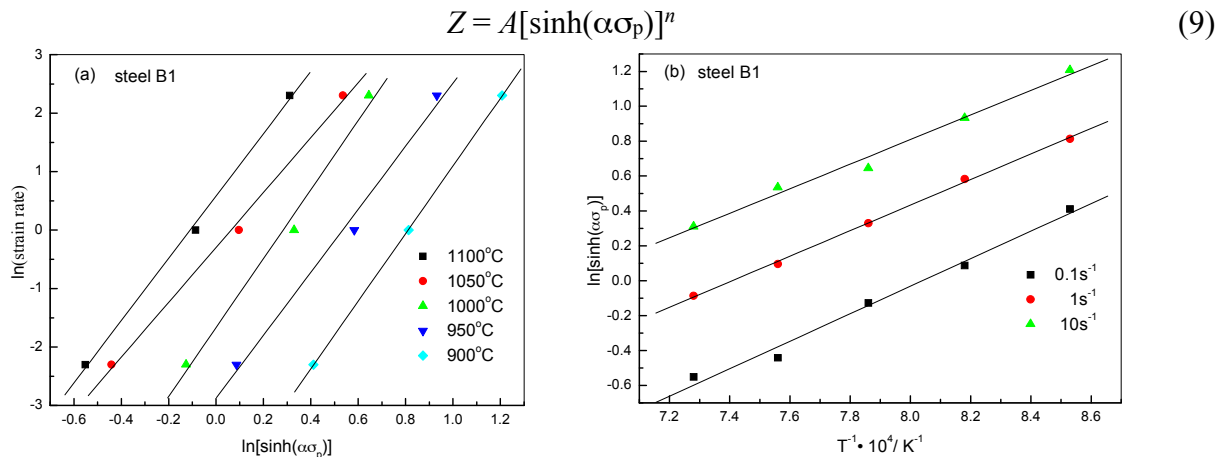 Z = A[sinh(ασp)]ⁿ (9)
(a) steel B1
ln(strain rate)
3
2
1
0
-1
-2
-3
1100°C
1050°C
1000°C
950°C
900°C
-0.6 -0.4 -0.2 0.0 0.2 0.4 0.6 0.8 1.0 1.2
ln[sinh(ασp)]
(b) steel B1
ln[sinh(ασp)]
1.2
1.0
0.8
0.6
0.4
0.2
0.0
-0.2
-0.4
-0.6
0.1s⁻¹
1s⁻¹
10s⁻¹
7.2 7.4 7.6 7.8 8.0 8.2 8.4 8.6
T⁻¹• 10⁴/ K⁻¹